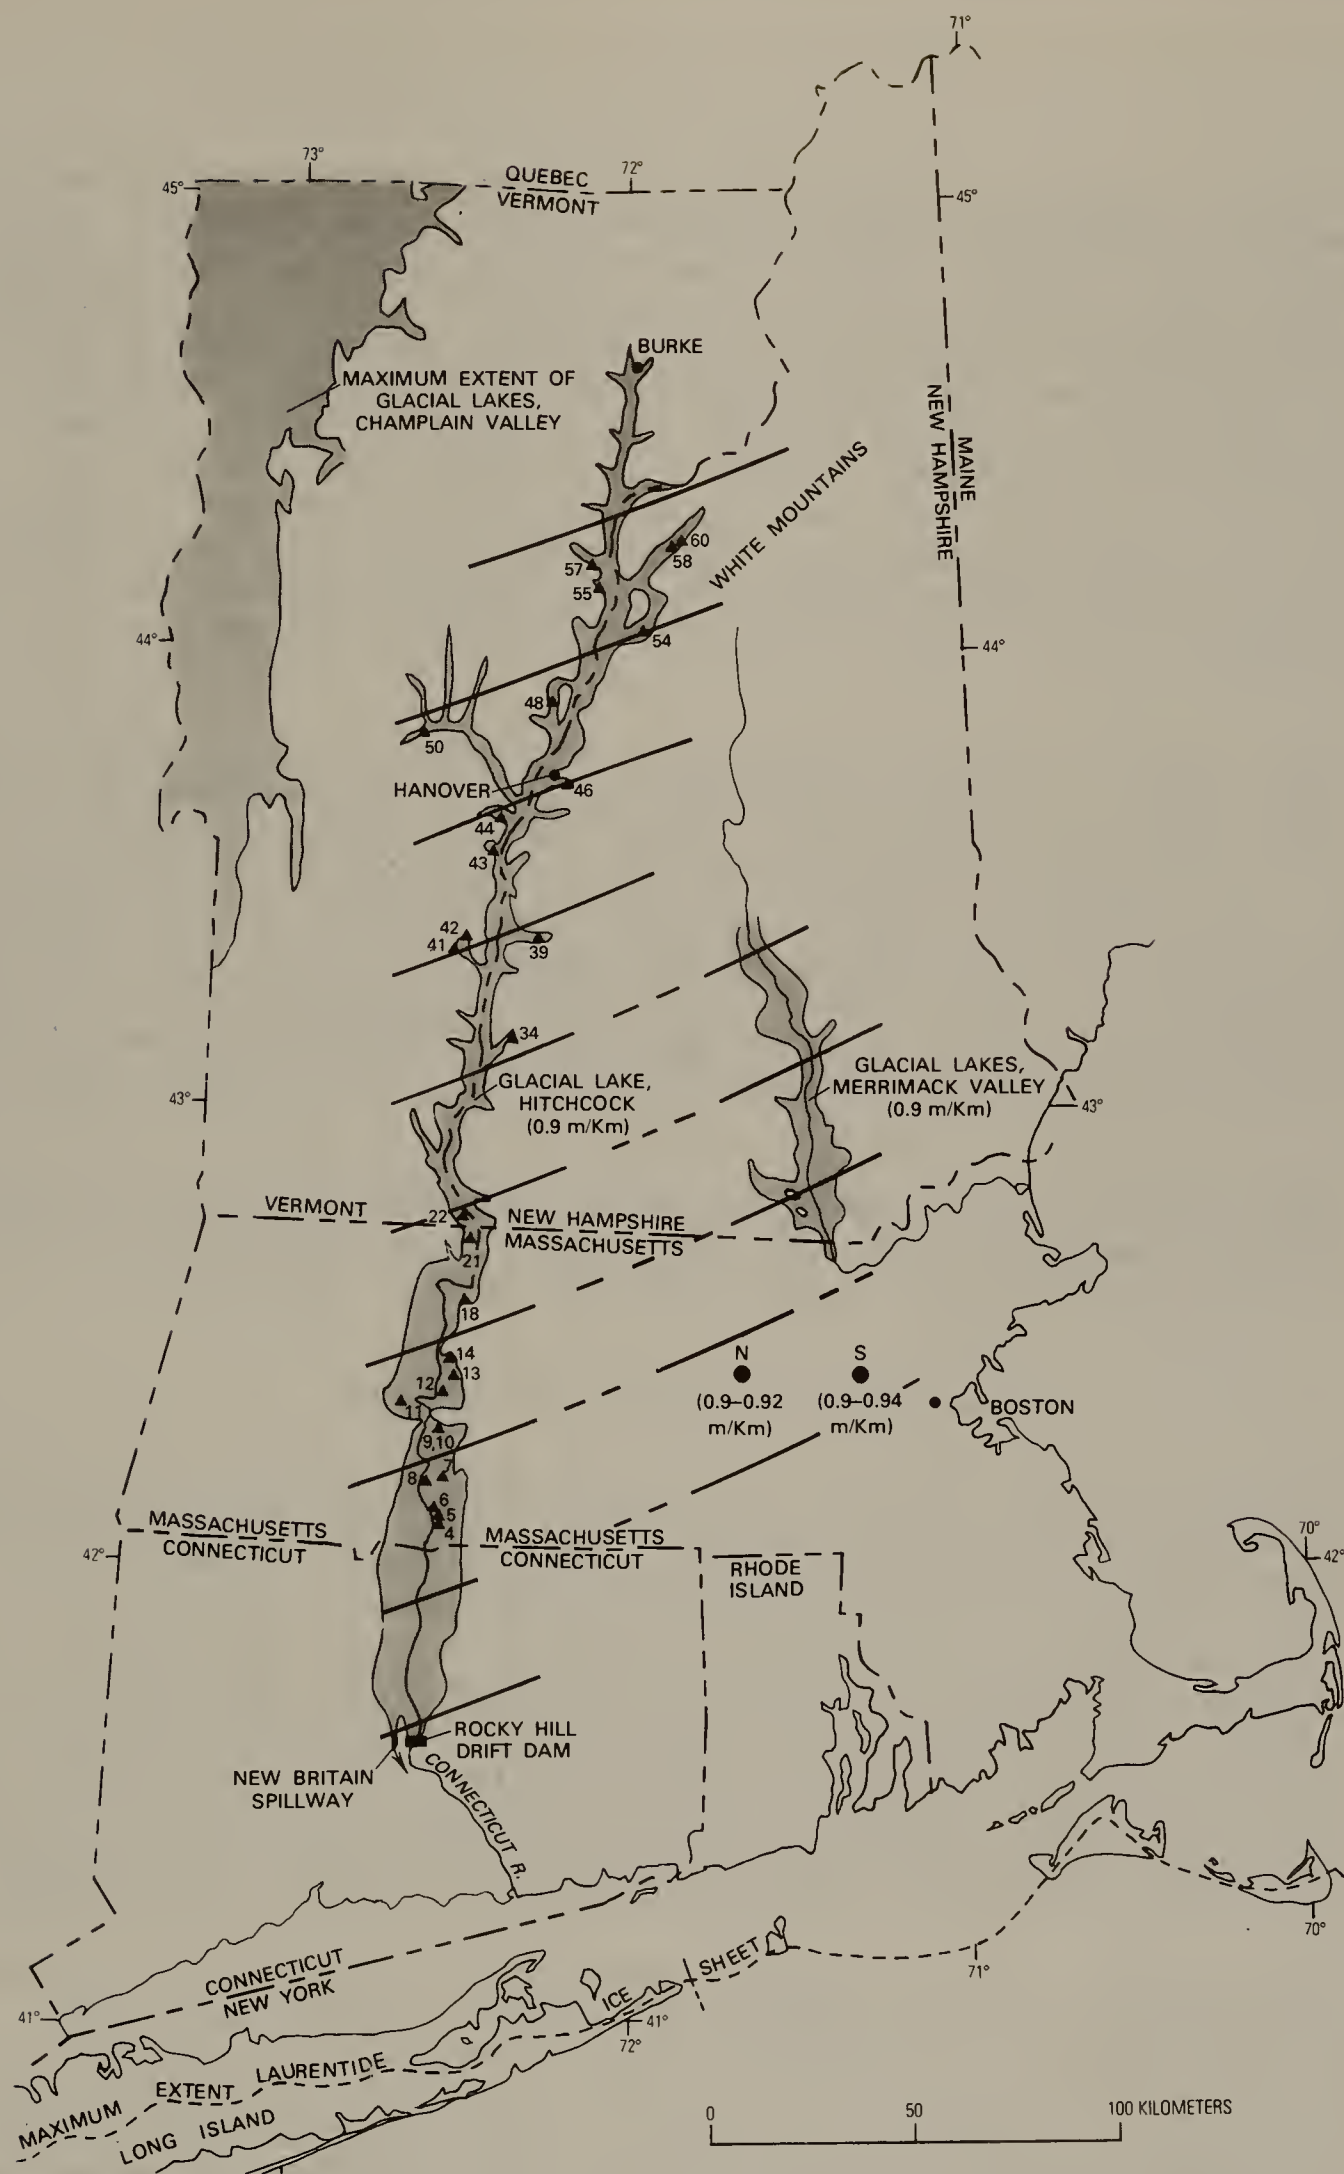 71°
73°
72°
45°
QUEBEC
VERMONT
45°
BURKE
MAXIMUM EXTENT OF
GLACIAL LAKES,
CHAMPLAIN VALLEY
MAINE
NEW HAMPSHIRE
WHITE MOUNTAINS
60
58
57
55
54
44°
44°
48
50
HANOVER
46
44
43
42
41
39
34
GLACIAL LAKE,
HITCHCOCK
(0.9 m/Km)
GLACIAL LAKES,
MERRIMACK VALLEY
(0.9 m/Km)
43°
43°
VERMONT
22
NEW HAMPSHIRE
MASSACHUSETTS
21
18
14
13
12
11
9,10
N
(0.9–0.92
m/Km)
S
(0.9–0.94
m/Km)
BOSTON
8
7
6
5
4
MASSACHUSETTS
CONNECTICUT
MASSACHUSETTS
CONNECTICUT
RHODE
ISLAND
42°
70°
42°
ROCKY HILL
DRIFT DAM
NEW BRITAIN
SPILLWAY
CONNECTICUT R.
70°
71°
CONNECTICUT
NEW YORK
41°
41°
72°
MAXIMUM EXTENT LAURENTIDE ICE SHEET
LONG ISLAND
0 50 100 KILOMETERS